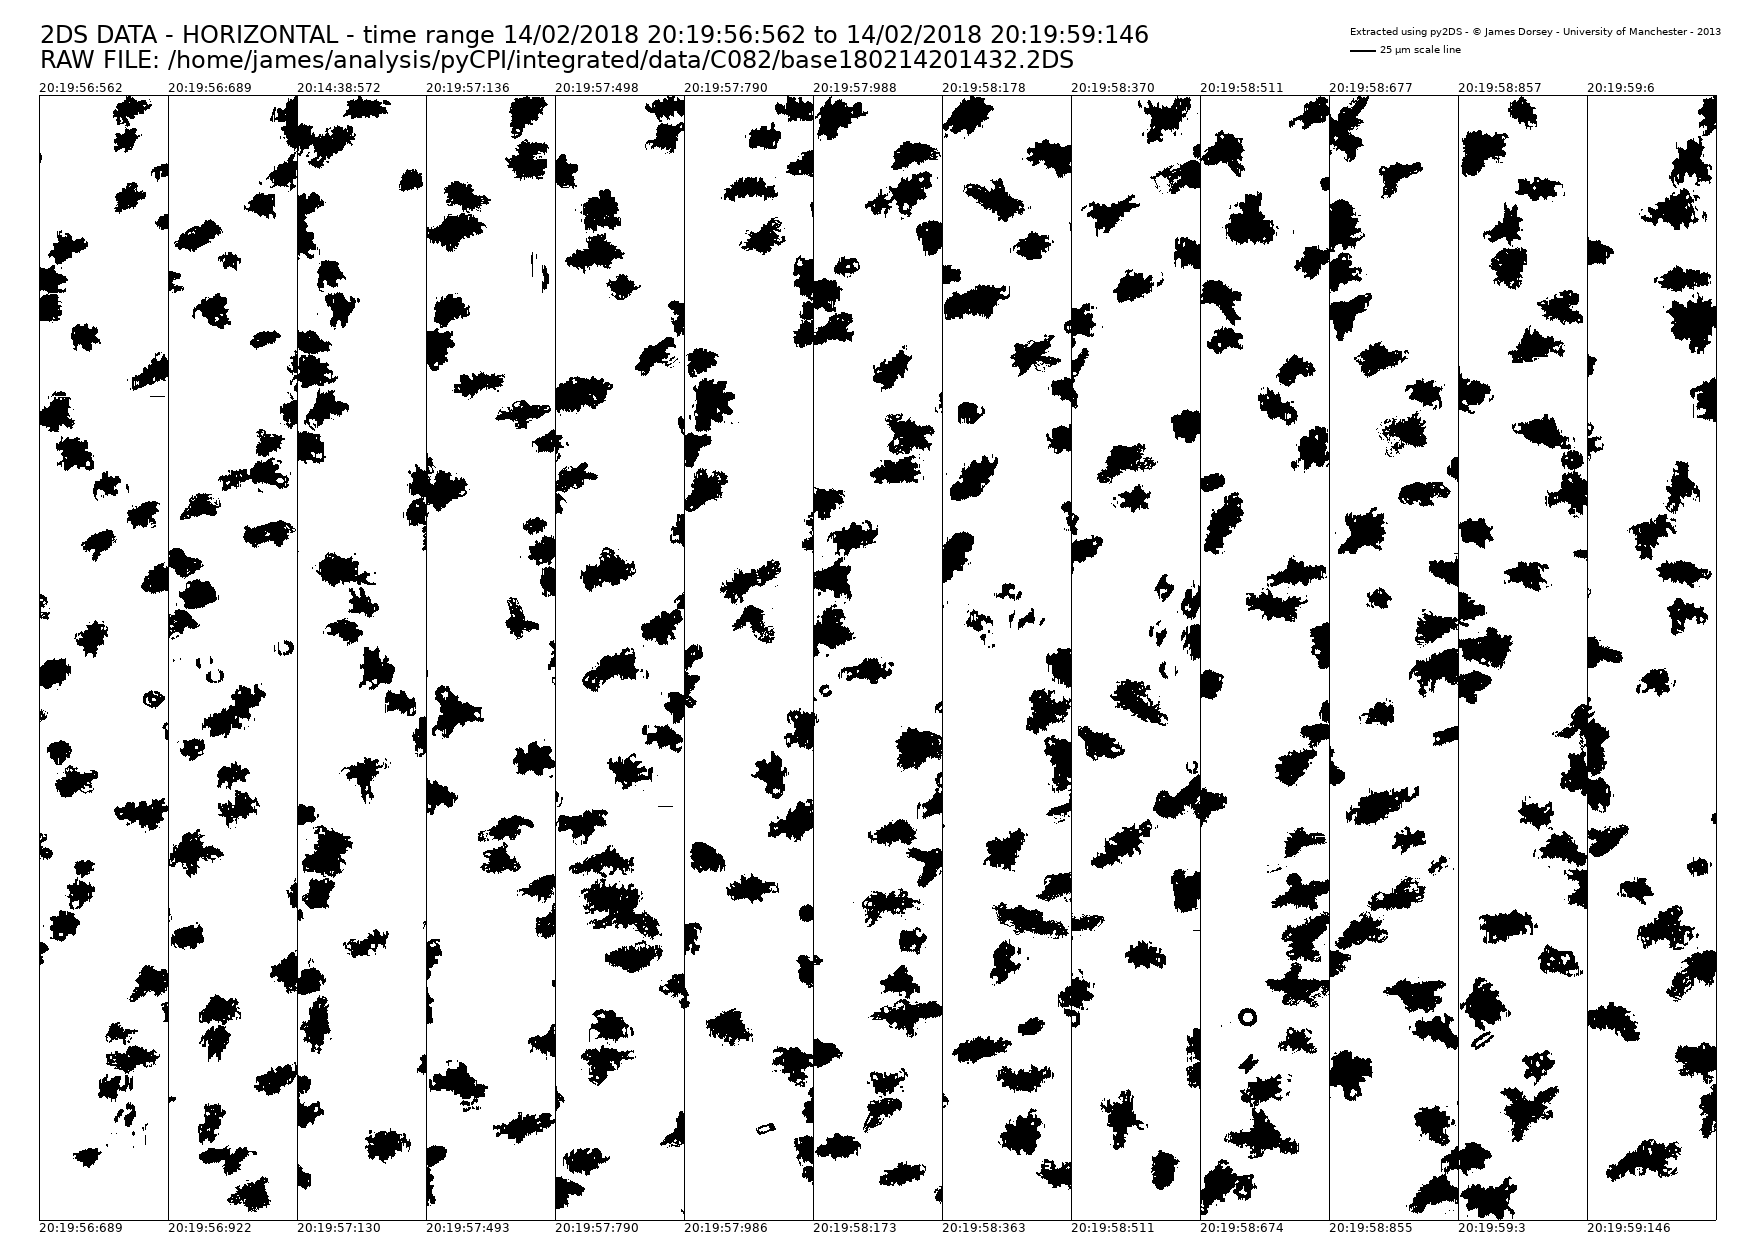 2DS DATA - HORIZONTAL - time range 14/02/2018 20:19:56:562 to 14/02/2018 20:19:59:146
RAW FILE: /home/james/analysis/pyCPI/integrated/data/C082/base180214201432.2DS
Extracted using py2DS - © James Dorsey - University of Manchester - 2013
25 µm scale line
20:19:56:562 20:19:56:689 20:14:38:572 20:19:57:136 20:19:57:498 20:19:57:790 20:19:57:988 20:19:58:178 20:19:58:370 20:19:58:511 20:19:58:677 20:19:58:857 20:19:59:6
20:19:56:689 20:19:56:922 20:19:57:130 20:19:57:493 20:19:57:790 20:19:57:986 20:19:58:173 20:19:58:363 20:19:58:511 20:19:58:674 20:19:58:855 20:19:59:3 20:19:59:146